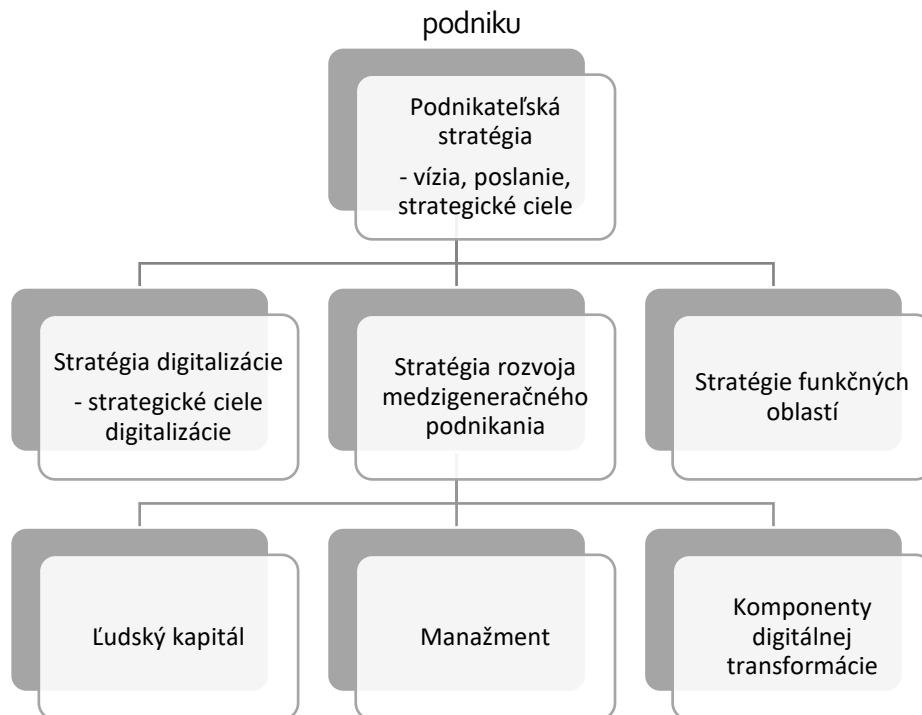 podniku
Podnikateľská
stratégia
- vízia, poslanie,
strategické ciele
Stratégia digitalizácie
- strategické ciele
digitalizácie
Stratégia rozvoja
medzigeneračného
podnikania
Stratégie funkčných
oblastí
Ľudský kapitál
Manažment
Komponenty
digitálnej
transformácie